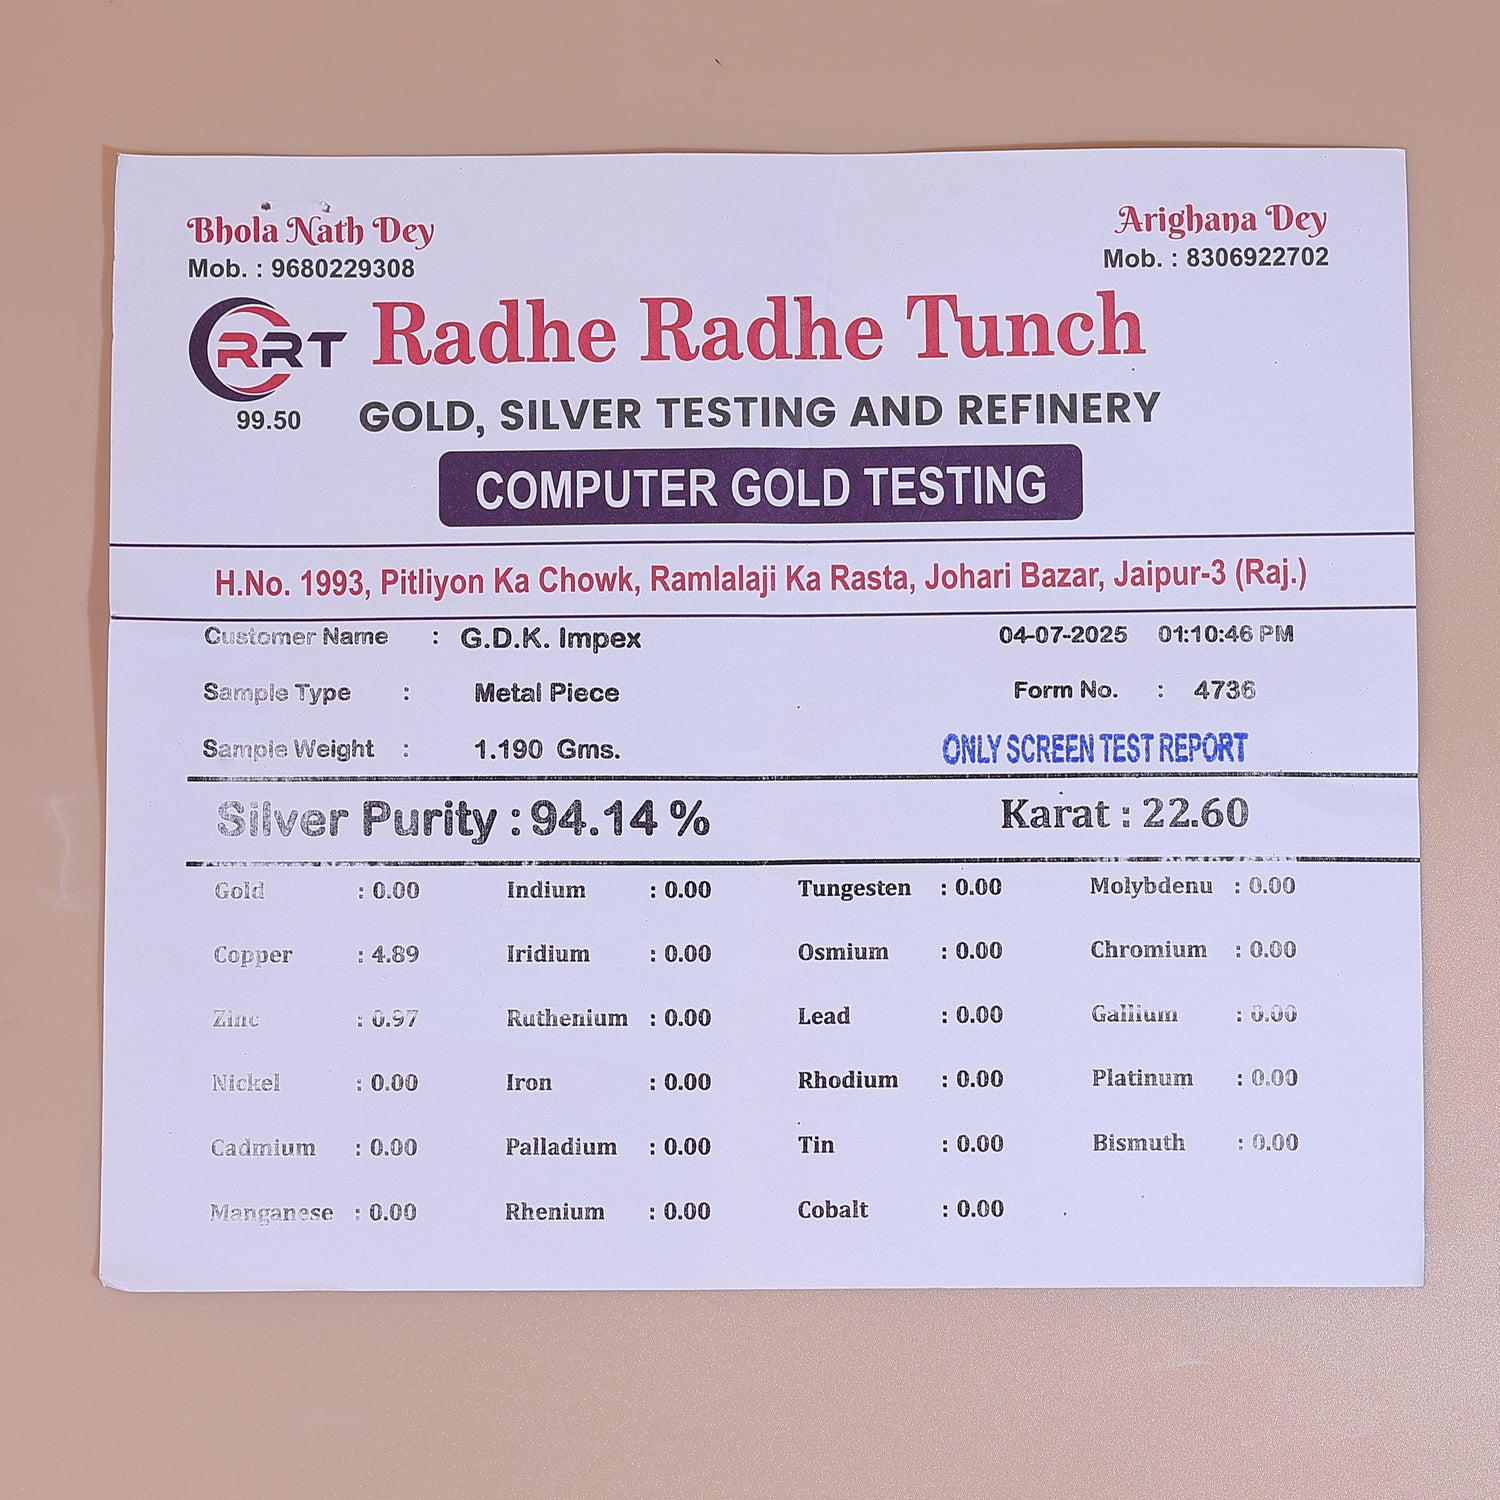 Bhola Nath Dey
Mob. : 9680229308
Arighana Dey
Mob. : 8306922702
RRT
99.50
Radhe Radhe Tunch
GOLD, SILVER TESTING AND REFINERY
COMPUTER GOLD TESTING
H.No. 1993, Pitliyon Ka Chowk, Ramlalaji Ka Rasta, Johari Bazar, Jaipur-3 (Raj.)
Customer Name : G.D.K. Impex 04-07-2025 01:10:46 PM
Sample Type : Metal Piece Form No. : 4736
Sample Weight : 1.190 Gms. ONLY SCREEN TEST REPORT
Silver Purity : 94.14 % Karat : 22.60
Gold : 0.00 Indium : 0.00 Tungesten : 0.00 Molybdenu : 0.00
Copper : 4.89 Iridium : 0.00 Osmium : 0.00 Chromium : 0.00
Zinc : 0.97 Ruthenium : 0.00 Lead : 0.00 Gallium : 0.00
Nickel : 0.00 Iron : 0.00 Rhodium : 0.00 Platinum : 0.00
Cadmium : 0.00 Palladium : 0.00 Tin : 0.00 Bismuth : 0.00
Manganese : 0.00 Rhenium : 0.00 Cobalt : 0.00